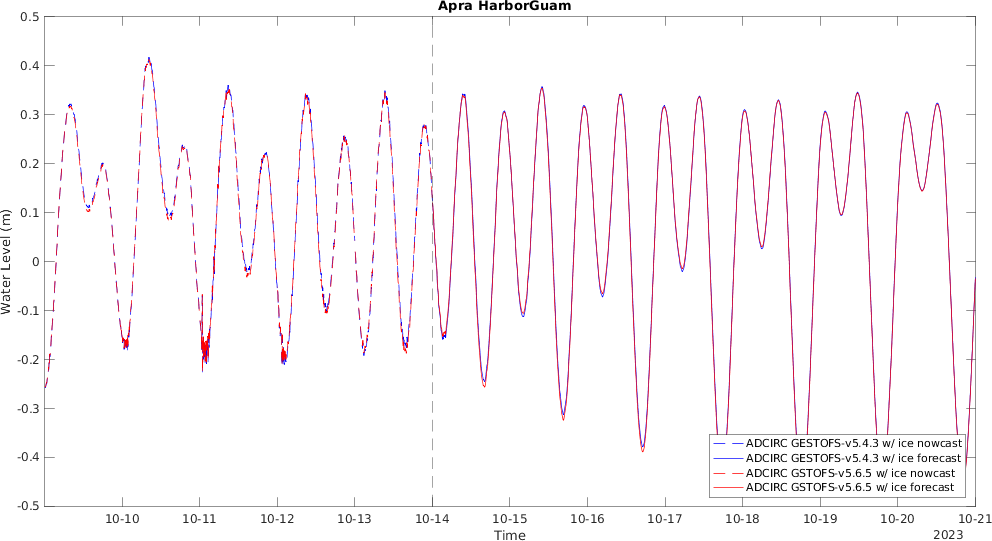 Apra HarborGuam
0.5
0.4
0.3
0.2
0.1
0
-0.1
-0.2
-0.3
-0.4
-0.5
Water Level (m)
ADCIRC GESTOFS-v5.4.3 w/ ice nowcast
ADCIRC GESTOFS-v5.4.3 w/ ice forecast
ADCIRC GSTOFS-v5.6.5 w/ ice nowcast
ADCIRC GSTOFS-v5.6.5 w/ ice forecast
10-10 10-11 10-12 10-13 10-14 10-15 10-16 10-17 10-18 10-19 10-20 10-21
Time
2023